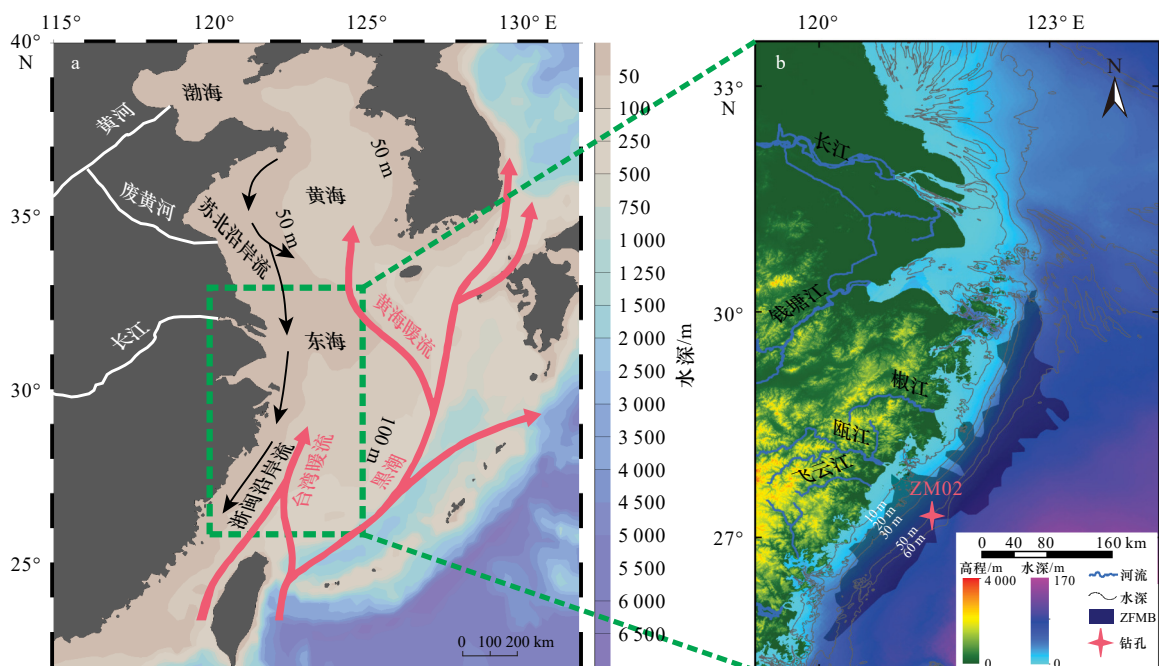 115°
120°
125°
130° E
40°
N
35°
30°
25°
a
渤海
黄河
废黄河
50 m
黄海
苏北沿岸流
50 m
长江
东海
黄海暖流
100 m
黑潮
台湾暖流
浙闽沿岸流
0 100 200 km
50
100
250
500
750
1 000
1 250
1 500
2 000
2 500
3 000
3 500
4 000
4 500
5 000
5 500
6 000
6 500
水深/m
120°
123° E
33°
N
30°
27°
b
N
长江
钱塘江
椒江
瓯江
飞云江
ZM02
10 m
20 m
30 m
50 m
60 m
0 40 80 160 km
高程/m
4 000
0
水深/m
170
0
河流
水深
ZFMB
钻孔